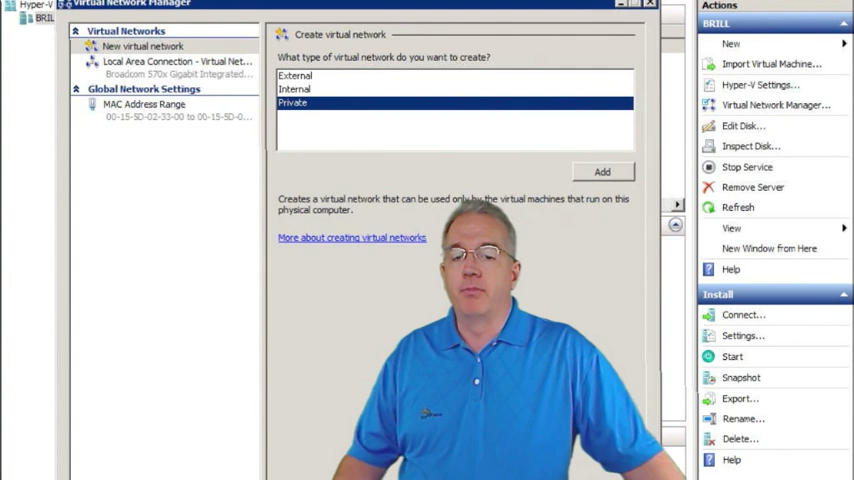 Virtual Network Manager
Hyper-V
BRILL
Virtual Networks
New virtual network
Local Area Connection - Virtual Net...
Broadcom 570x Gigabit Integrated...
Global Network Settings
MAC Address Range
00-15-5D-02-33-00 to 00-15-5D-0...
Create virtual network
What type of virtual network do you want to create?
External
Internal
Private
Add
Creates a virtual network that can be used only by the virtual machines that run on this
physical computer.
More about creating virtual networks
Actions
BRILL
New
Import Virtual Machine...
Hyper-V Settings...
Virtual Network Manager...
Edit Disk...
Inspect Disk...
Stop Service
Remove Server
Refresh
View
New Window from Here
Help
Install
Connect...
Settings...
Start
Snapshot
Export...
Rename...
Delete...
Help